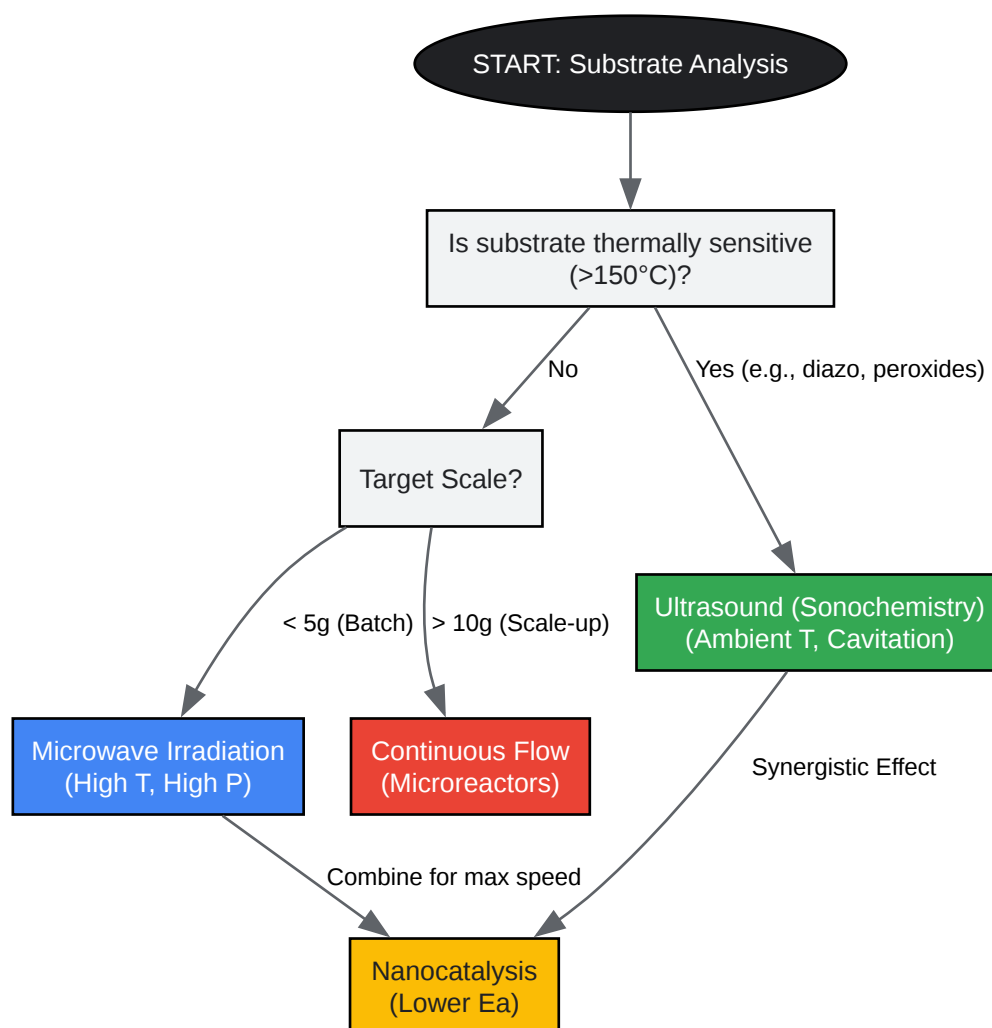 START: Substrate Analysis
Is substrate thermally sensitive
(>150°C)?
No
Yes (e.g., diazo, peroxides)
Target Scale?
< 5g (Batch)
> 10g (Scale-up)
Ultrasound (Sonochemistry)
(Ambient T, Cavitation)
Microwave Irradiation
(High T, High P)
Continuous Flow
(Microreactors)
Synergistic Effect
Combine for max speed
Nanocatalysis
(Lower Ea)